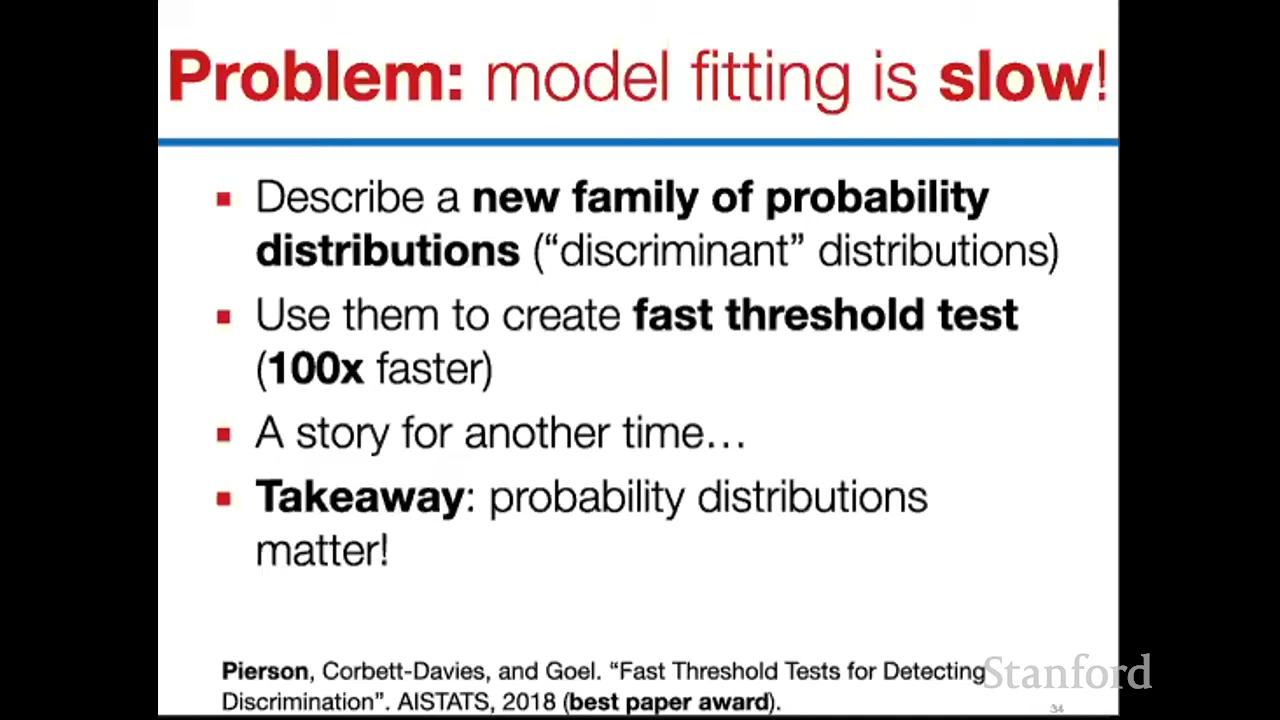 Problem: model fitting is slow!
▪ Describe a new family of probability
distributions (“discriminant” distributions)
▪ Use them to create fast threshold test
(100x faster)
▪ A story for another time…
▪ Takeaway: probability distributions
matter!
Pierson, Corbett-Davies, and Goel. “Fast Threshold Tests for Detecting
Discrimination”. AISTATS, 2018 (best paper award).
Stanford
34